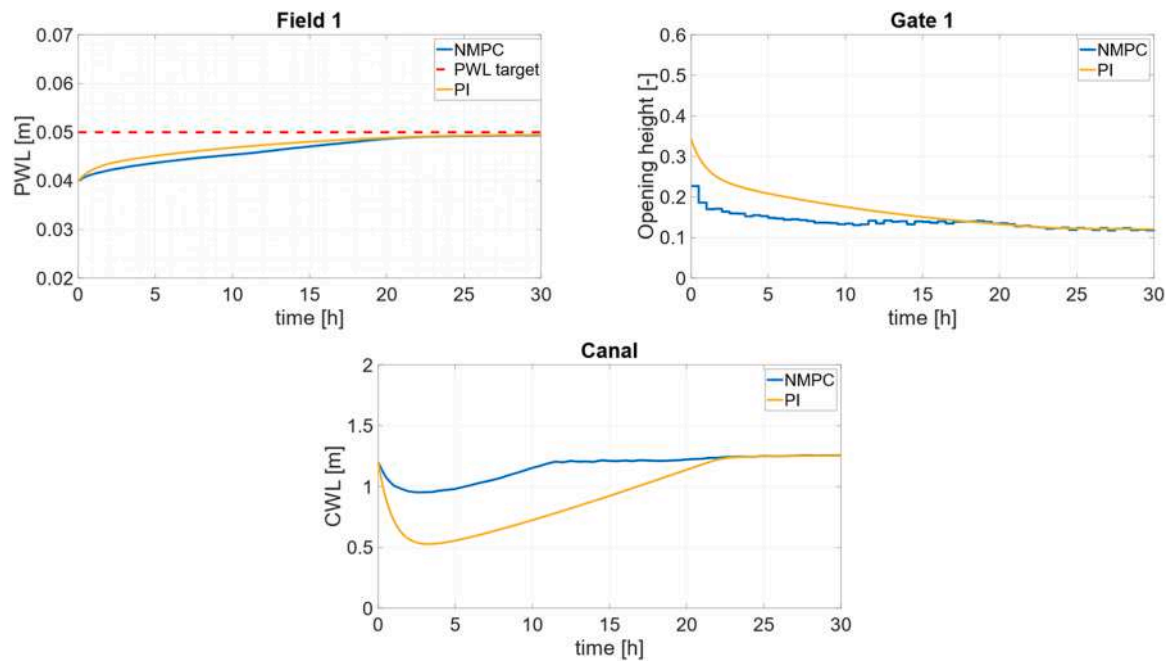 Field 1
0.07
0.06
0.05
0.04
0.03
0.02
PWL [m]
NMPC
PWL target
PI
0 5 10 15 20 25 30
time [h]
Gate 1
0.6
0.5
0.4
0.3
0.2
0.1
0
Opening height [-]
NMPC
PI
0 5 10 15 20 25 30
time [h]
Canal
2
1.5
1
0.5
0
CWL [m]
NMPC
PI
0 5 10 15 20 25 30
time [h]